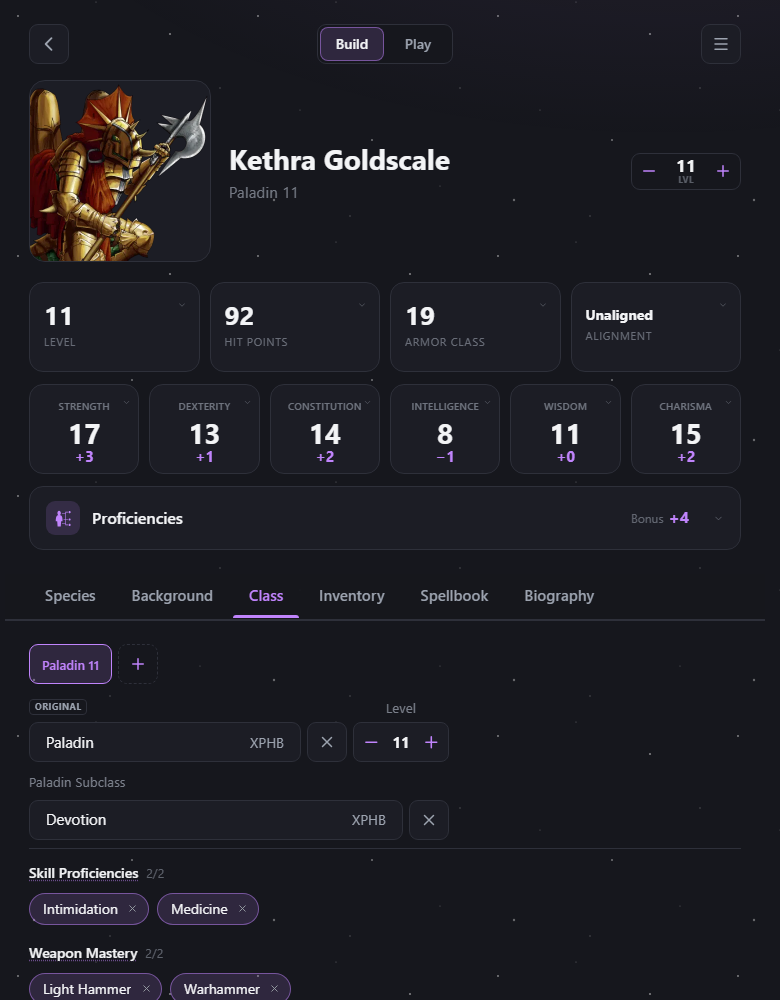 Build Play
Kethra Goldscale
Paladin 11
− 11 +
LVL
11 92 19 Unaligned
LEVEL HIT POINTS ARMOR CLASS ALIGNMENT
STRENGTH DEXTERITY CONSTITUTION INTELLIGENCE WISDOM CHARISMA
17 13 14 8 11 15
+3 +1 +2 −1 +0 +2
Proficiencies Bonus +4
Species Background Class Inventory Spellbook Biography
Paladin 11 +
ORIGINAL Level
Paladin XPHB × − 11 +
Paladin Subclass
Devotion XPHB ×
Skill Proficiencies 2/2
Intimidation × Medicine ×
Weapon Mastery 2/2
Light Hammer × Warhammer ×